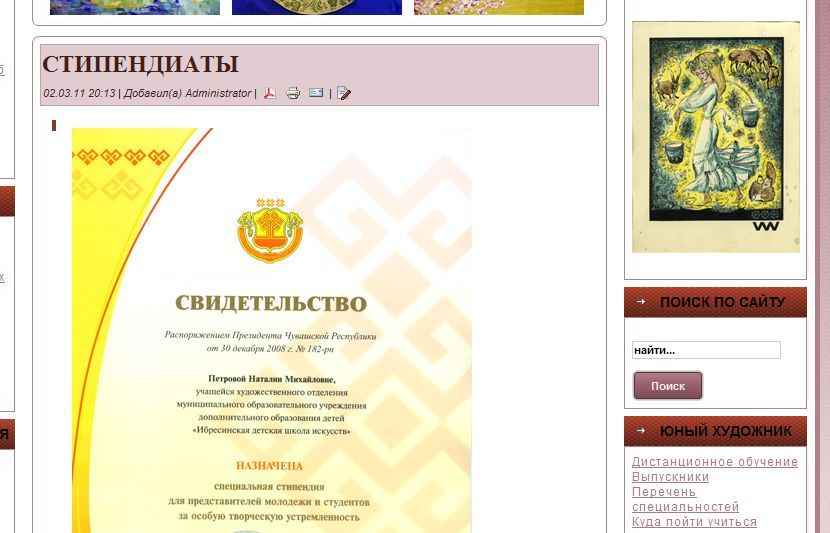 б
х
Я
СТИПЕНДИАТЫ
02.03.11 20:13 | Добавил(а) Administrator | |
СВИДЕТЕЛЬСТВО
Распоряжением Президента Чувашской Республики
от 30 декабря 2008 г. № 182-рп
Петровой Наталии Михайловне,
учащейся художественного отделения
муниципального образовательного учреждения
дополнительного образования детей
«Ибресинская детская школа искусств»
НАЗНАЧЕНА
специальная стипендия
для представителей молодежи и студентов
за особую творческую устремленность
ПОИСК ПО САЙТУ
найти...
Поиск
ЮНЫЙ ХУДОЖНИК
Дистанционное обучение
Выпускники
Перечень
специальностей
Куда пойти учиться